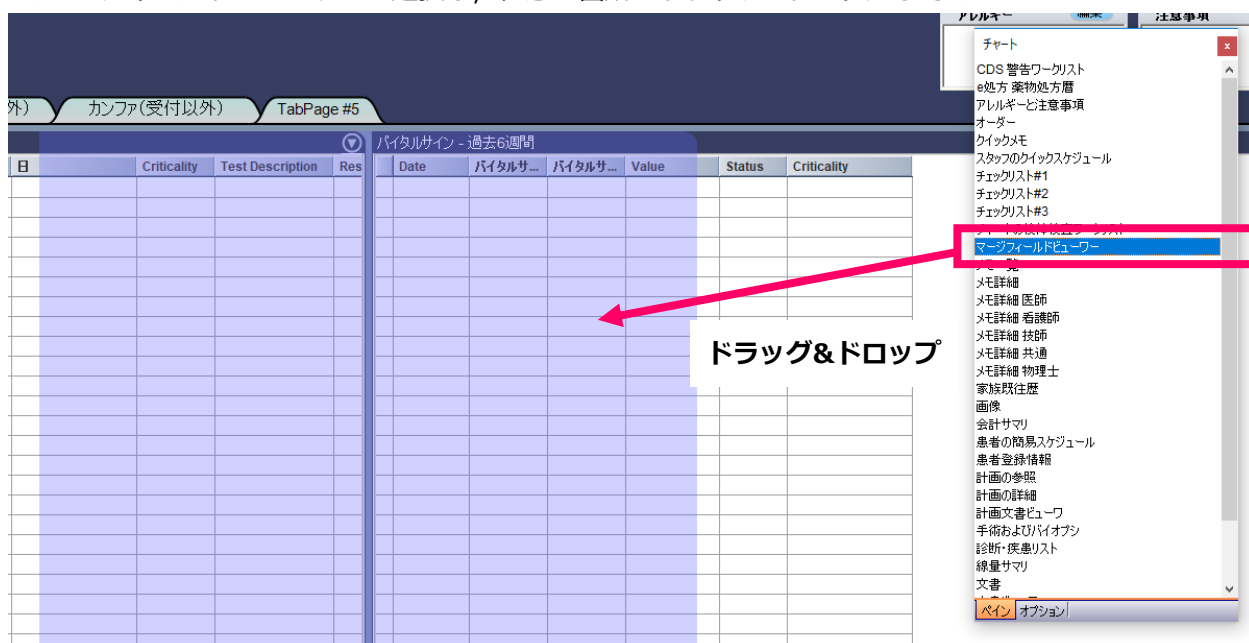 アレルギー 編集 注意事項
チャート x
CDS 警告ワークリスト
e処方 薬物処方暦
アレルギーと注意事項
オーダー
クイックメモ
スタッフのクイックスケジュール
チェックリスト#1
チェックリスト#2
チェックリスト#3
マージフィールドビューワー
メモ一覧
メモ詳細
メモ詳細 医師
メモ詳細 看護師
メモ詳細 技師
メモ詳細 共通
メモ詳細 物理士
家族既往歴
画像
会計サマリ
患者の簡易スケジュール
患者登録情報
計画の参照
計画の詳細
計画文書ビューワ
手術およびバイオプシ
診断・疾患リスト
線量サマリ
文書
ペイン オプション
外) カンファ(受付以外) TabPage #5
バイタルサイン - 過去6週間
日 Criticality Test Description Res Date バイタルサ... バイタルサ... Value Status Criticality
ドラッグ&ドロップ